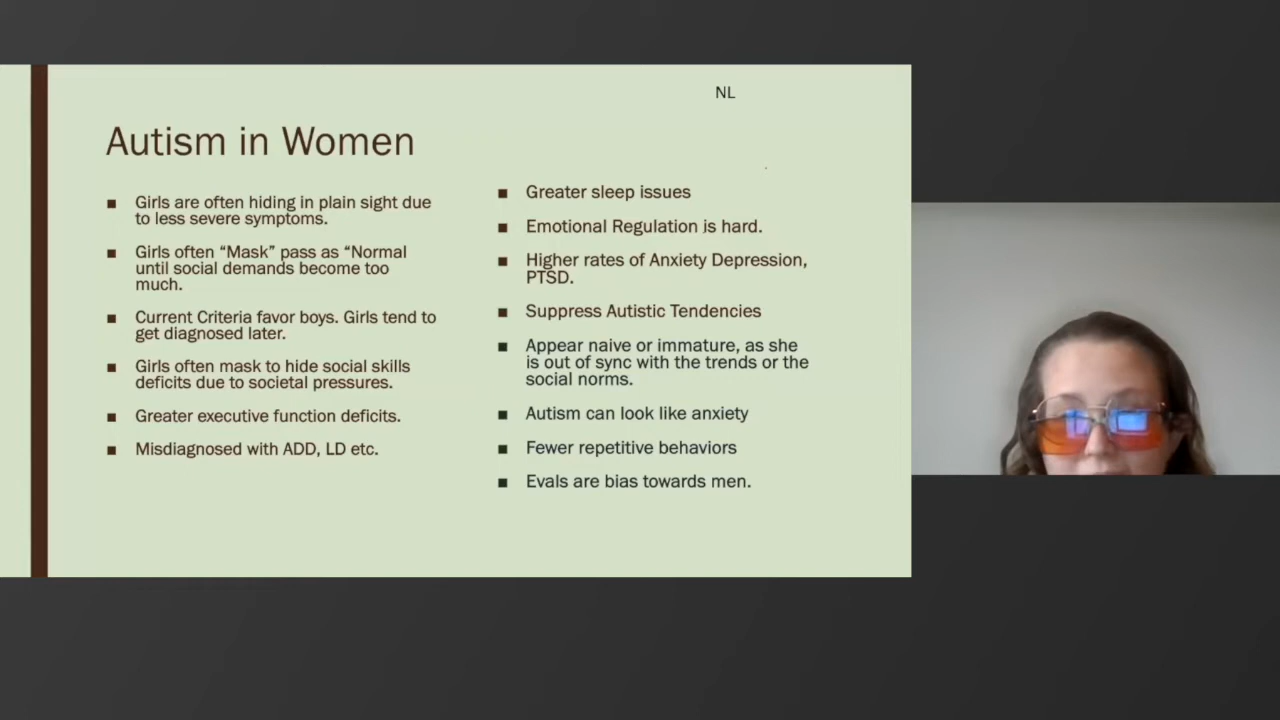 NL
Autism in Women
Girls are often hiding in plain sight due
to less severe symptoms.
Girls often “Mask” pass as “Normal
until social demands become too
much.
Current Criteria favor boys. Girls tend to
get diagnosed later.
Girls often mask to hide social skills
deficits due to societal pressures.
Greater executive function deficits.
Misdiagnosed with ADD, LD etc.
Greater sleep issues
Emotional Regulation is hard.
Higher rates of Anxiety Depression,
PTSD.
Suppress Autistic Tendencies
Appear naive or immature, as she
is out of sync with the trends or the
social norms.
Autism can look like anxiety
Fewer repetitive behaviors
Evals are bias towards men.